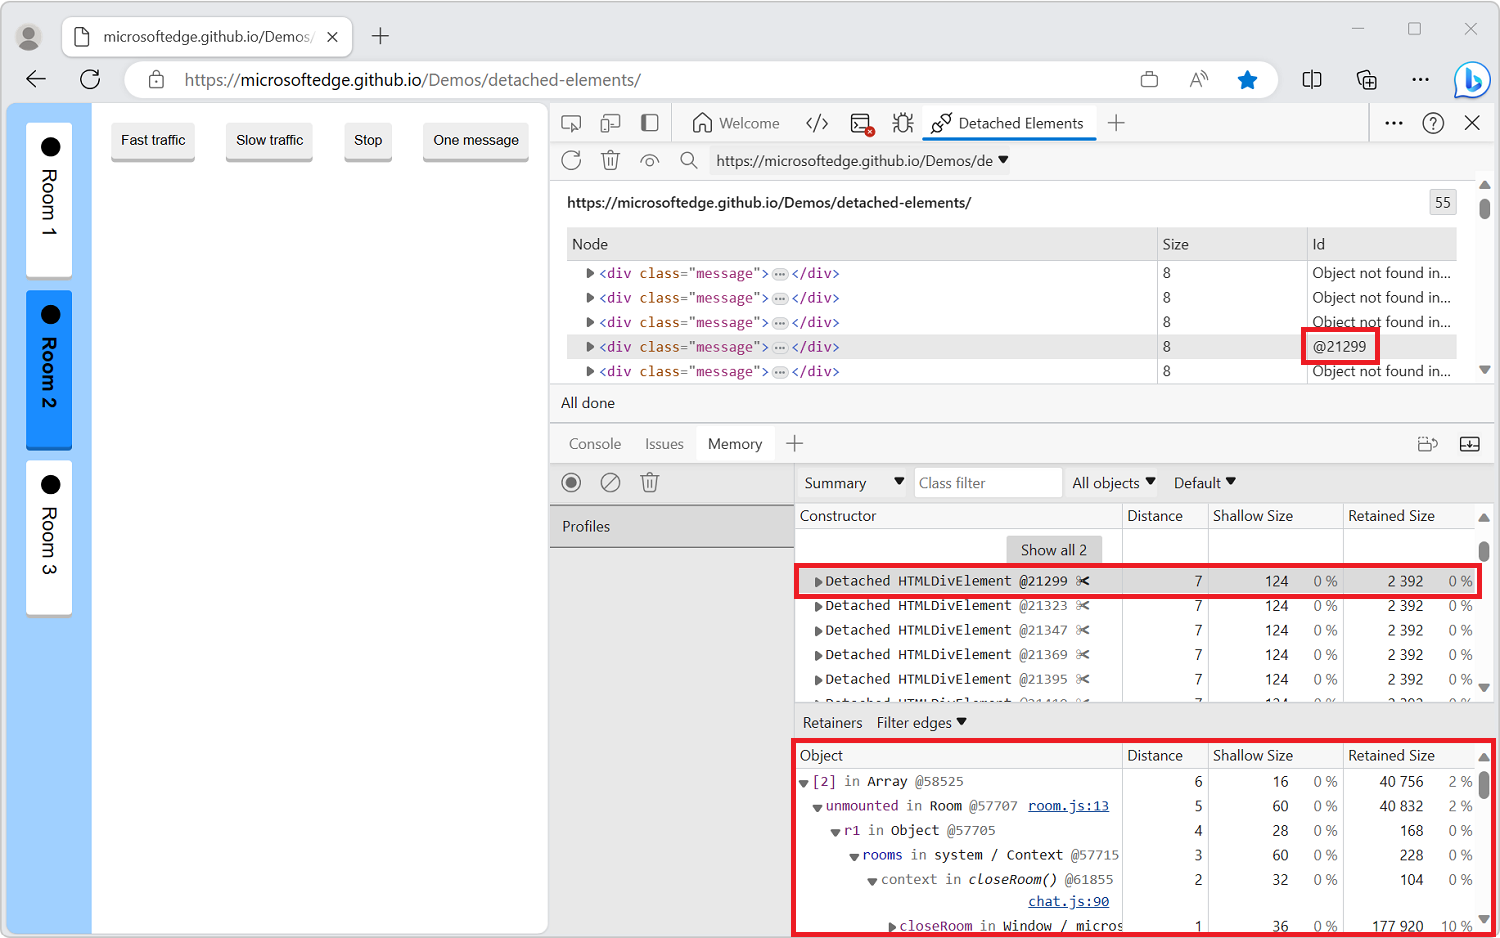 microsoftedge.github.io/Demos/
https://microsoftedge.github.io/Demos/detached-elements/
Room 1
Room 2
Room 3
Fast traffic Slow traffic Stop One message
Welcome Detached Elements
https://microsoftedge.github.io/Demos/de
https://microsoftedge.github.io/Demos/detached-elements/ 55
Node Size Id
<div class="message">…</div> 8 Object not found in...
<div class="message">…</div> 8 Object not found in...
<div class="message">…</div> 8 Object not found in...
<div class="message">…</div> 8 @21299
<div class="message">…</div> 8 Object not found in...
All done
Console Issues Memory
Summary Class filter All objects Default
Profiles
Constructor Distance Shallow Size Retained Size
Show all 2
Detached HTMLDivElement @21299 7 124 0 % 2 392 0 %
Detached HTMLDivElement @21323 7 124 0 % 2 392 0 %
Detached HTMLDivElement @21347 7 124 0 % 2 392 0 %
Detached HTMLDivElement @21369 7 124 0 % 2 392 0 %
Detached HTMLDivElement @21395 7 124 0 % 2 392 0 %
Retainers Filter edges
Object Distance Shallow Size Retained Size
[2] in Array @58525 6 16 0 % 40 756 2 %
unmounted in Room @57707 room.js:13 5 60 0 % 40 832 2 %
r1 in Object @57705 4 28 0 % 168 0 %
rooms in system / Context @57715 3 60 0 % 228 0 %
context in closeRoom() @61855 2 32 0 % 104 0 %
chat.js:90
closeRoom in Window / micros 1 36 0 % 177 920 10 %